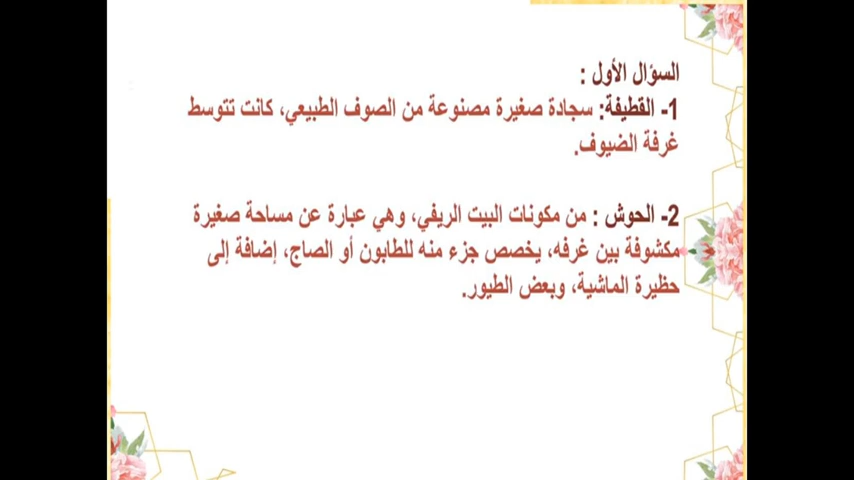 السؤال الأول :
1- القطيفة: سجادة صغيرة مصنوعة من الصوف الطبيعي، كانت تتوسط
غرفة الضيوف.
2- الحوش : من مكونات البيت الريفي، وهي عبارة عن مساحة صغيرة
مكشوفة بين غرفه، يخصص جزء منه للطابون أو الصاج، إضافة إلى
حظيرة الماشية، وبعض الطيور.